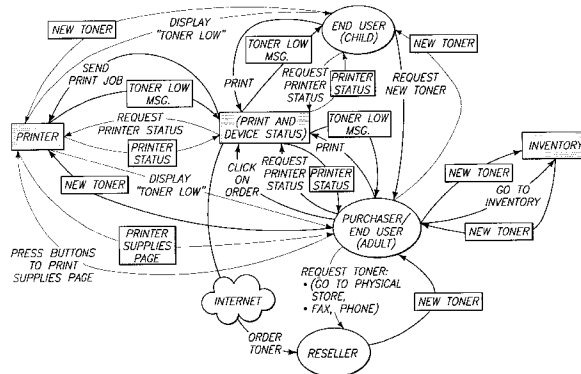 NEW TONER
DISPLAY
"TONER LOW"
END USER
(CHILD)
NEW TONER
SEND
PRINT JOB
PRINT
TONER LOW
MSG.
REQUEST
PRINTER
STATUS
PRINTER
STATUS
REQUEST
NEW TONER
TONER LOW
MSG.
REQUEST
PRINTER STATUS
PRINTER
(PRINT AND
DEVICE STATUS)
TONER LOW
MSG.
PRINTER
STATUS
PRINT
INVENTORY
NEW TONER
DISPLAY
"TONER LOW"
CLICK
ON
ORDER
REQUEST
PRINTER
STATUS
PRINTER
STATUS
NEW TONER
GO TO
INVENTORY
PRINTER
SUPPLIES
PAGE
PURCHASER/
END USER
(ADULT)
NEW TONER
PRESS BUTTONS
TO PRINT
SUPPLIES PAGE
INTERNET
REQUEST TONER:
• (GO TO PHYSICAL
STORE,
• FAX, PHONE)
NEW TONER
ORDER
TONER
RESELLER